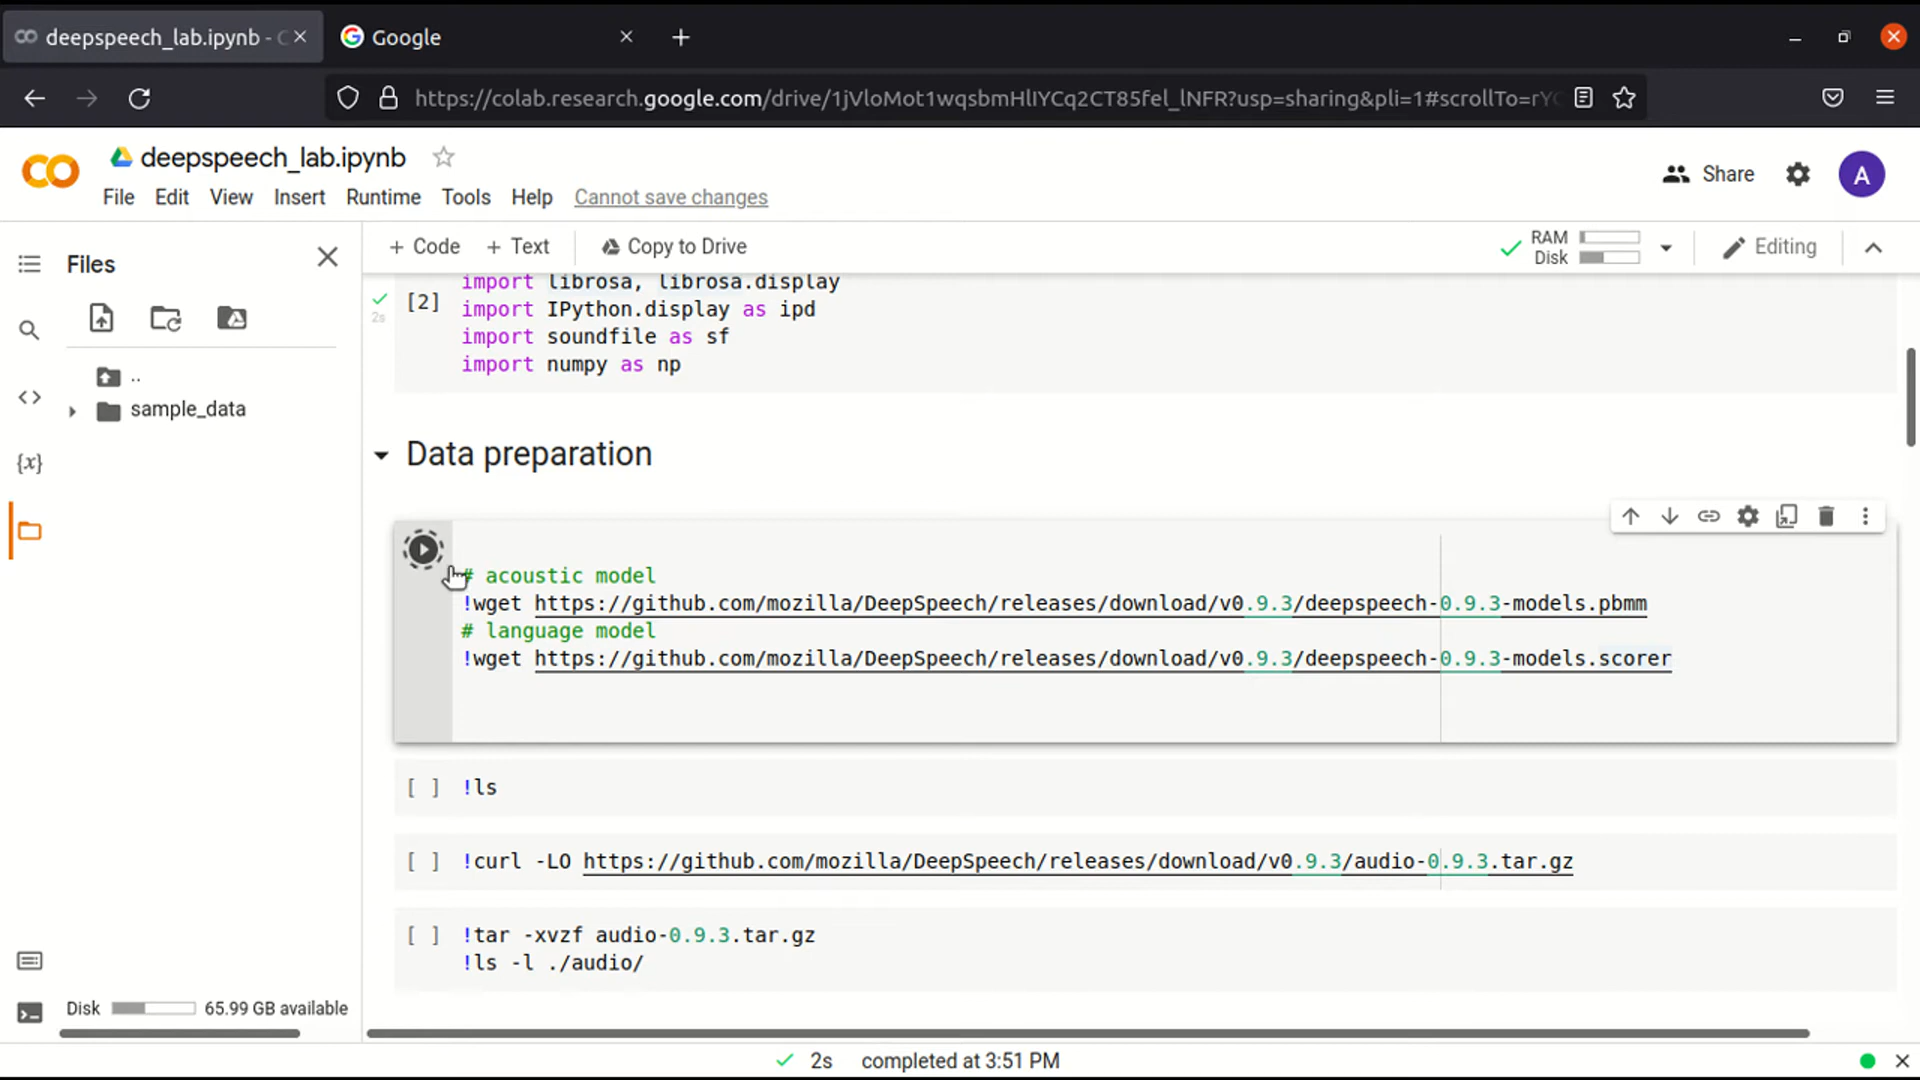 deepspeech_lab.ipynb - C
Google
https://colab.research.google.com/drive/1jVloMot1wqsbmHlIYCq2CT85fel_lNFR?usp=sharing&pli=1#scrollTo=rY
deepspeech_lab.ipynb
Share
A
File Edit View Insert Runtime Tools Help Cannot save changes
Files
+ Code + Text Copy to Drive
RAM
Disk
Editing
..
sample_data
{x}
[2]
2s
import librosa, librosa.display
import IPython.display as ipd
import soundfile as sf
import numpy as np
Data preparation
# acoustic model
!wget https://github.com/mozilla/DeepSpeech/releases/download/v0.9.3/deepspeech-0.9.3-models.pbmm
# language model
!wget https://github.com/mozilla/DeepSpeech/releases/download/v0.9.3/deepspeech-0.9.3-models.scorer
[ ] !ls
[ ] !curl -LO https://github.com/mozilla/DeepSpeech/releases/download/v0.9.3/audio-0.9.3.tar.gz
[ ] !tar -xvzf audio-0.9.3.tar.gz
!ls -l ./audio/
Disk 65.99 GB available
2s completed at 3:51 PM